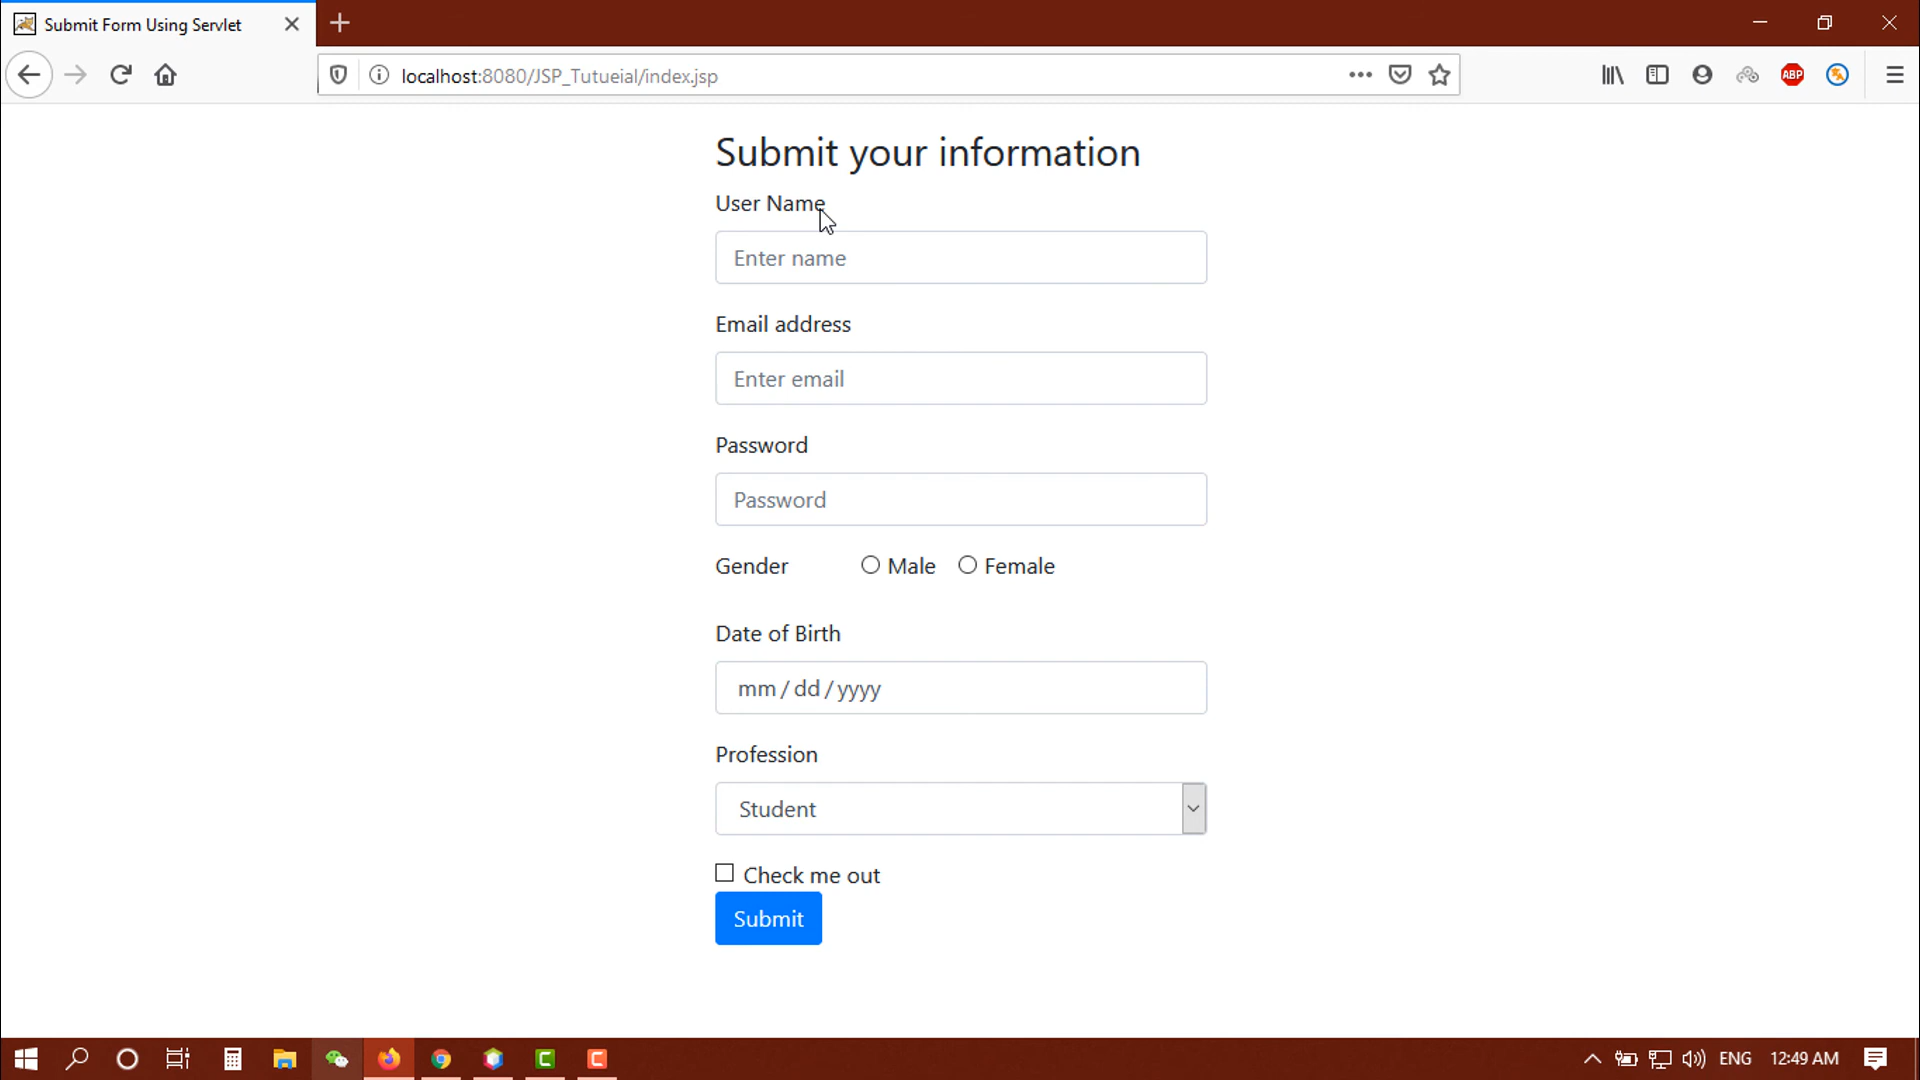 Submit Form Using Servlet
localhost:8080/JSP_Tutueial/index.jsp
ABP
Submit your information
User Name
Enter name
Email address
Enter email
Password
Password
Gender Male Female
Date of Birth
mm / dd / yyyy
Profession
Student
Check me out
Submit
ENG 12:49 AM